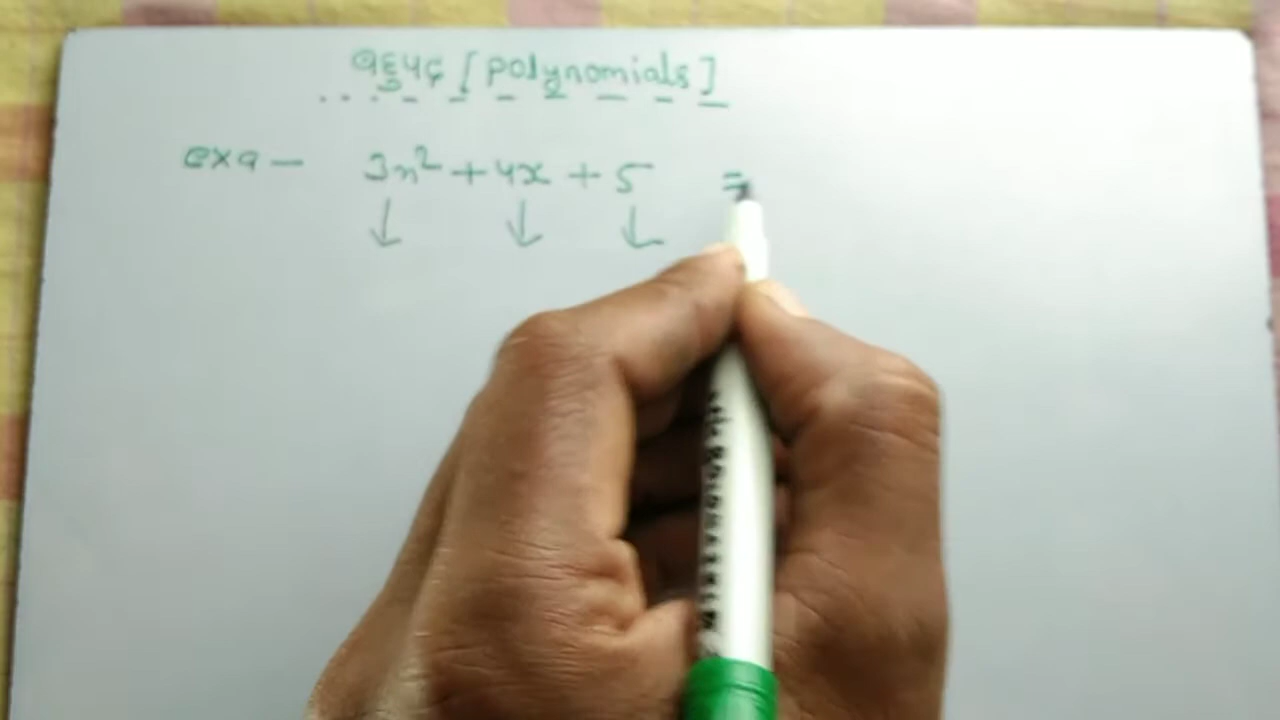 बहुपद [polynomials]
exa - 3x² + 4x + 5 =